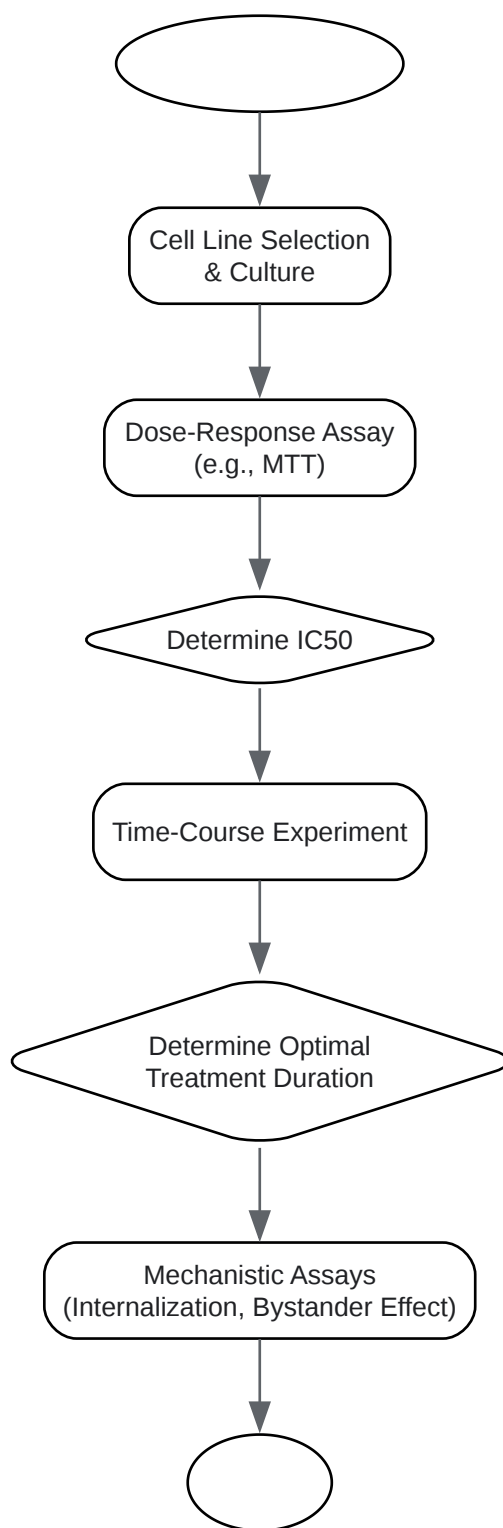 Cell Line Selection
& Culture
Dose-Response Assay
(e.g., MTT)
Determine IC50
Time-Course Experiment
Determine Optimal
Treatment Duration
Mechanistic Assays
(Internalization, Bystander Effect)